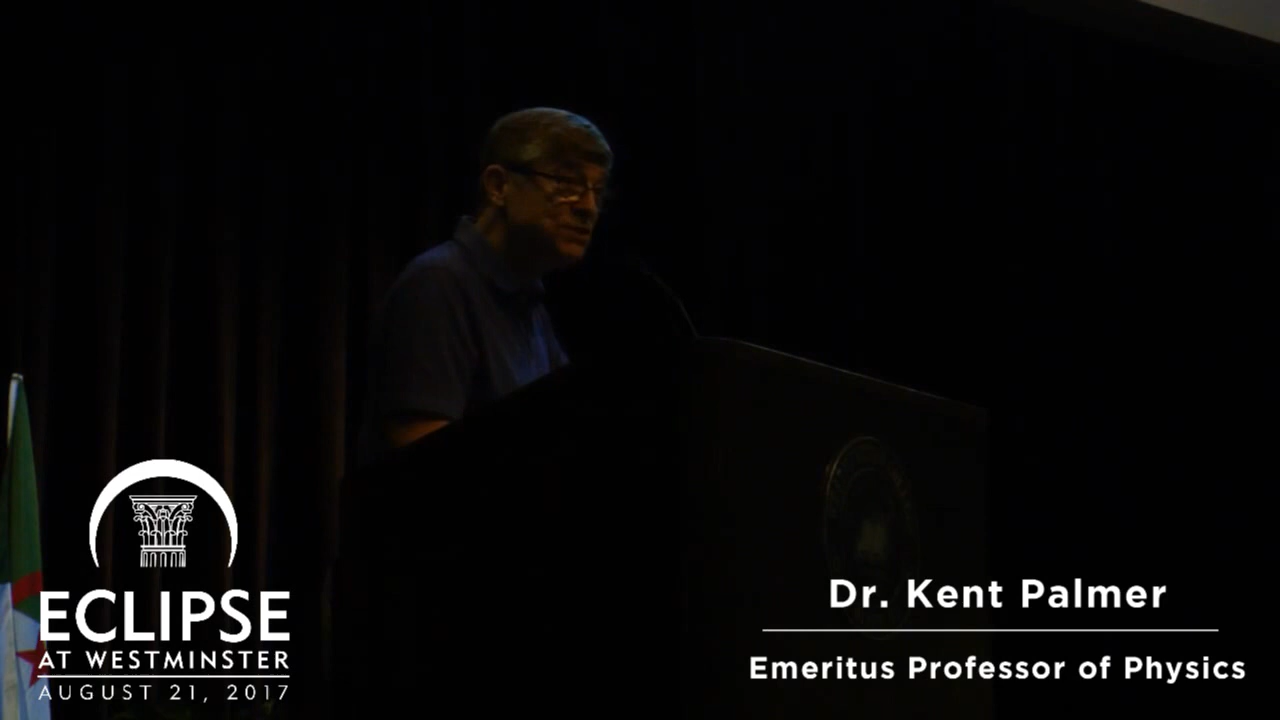 ECLIPSE
AT WESTMINSTER
AUGUST 21, 2017
Dr. Kent Palmer
Emeritus Professor of Physics